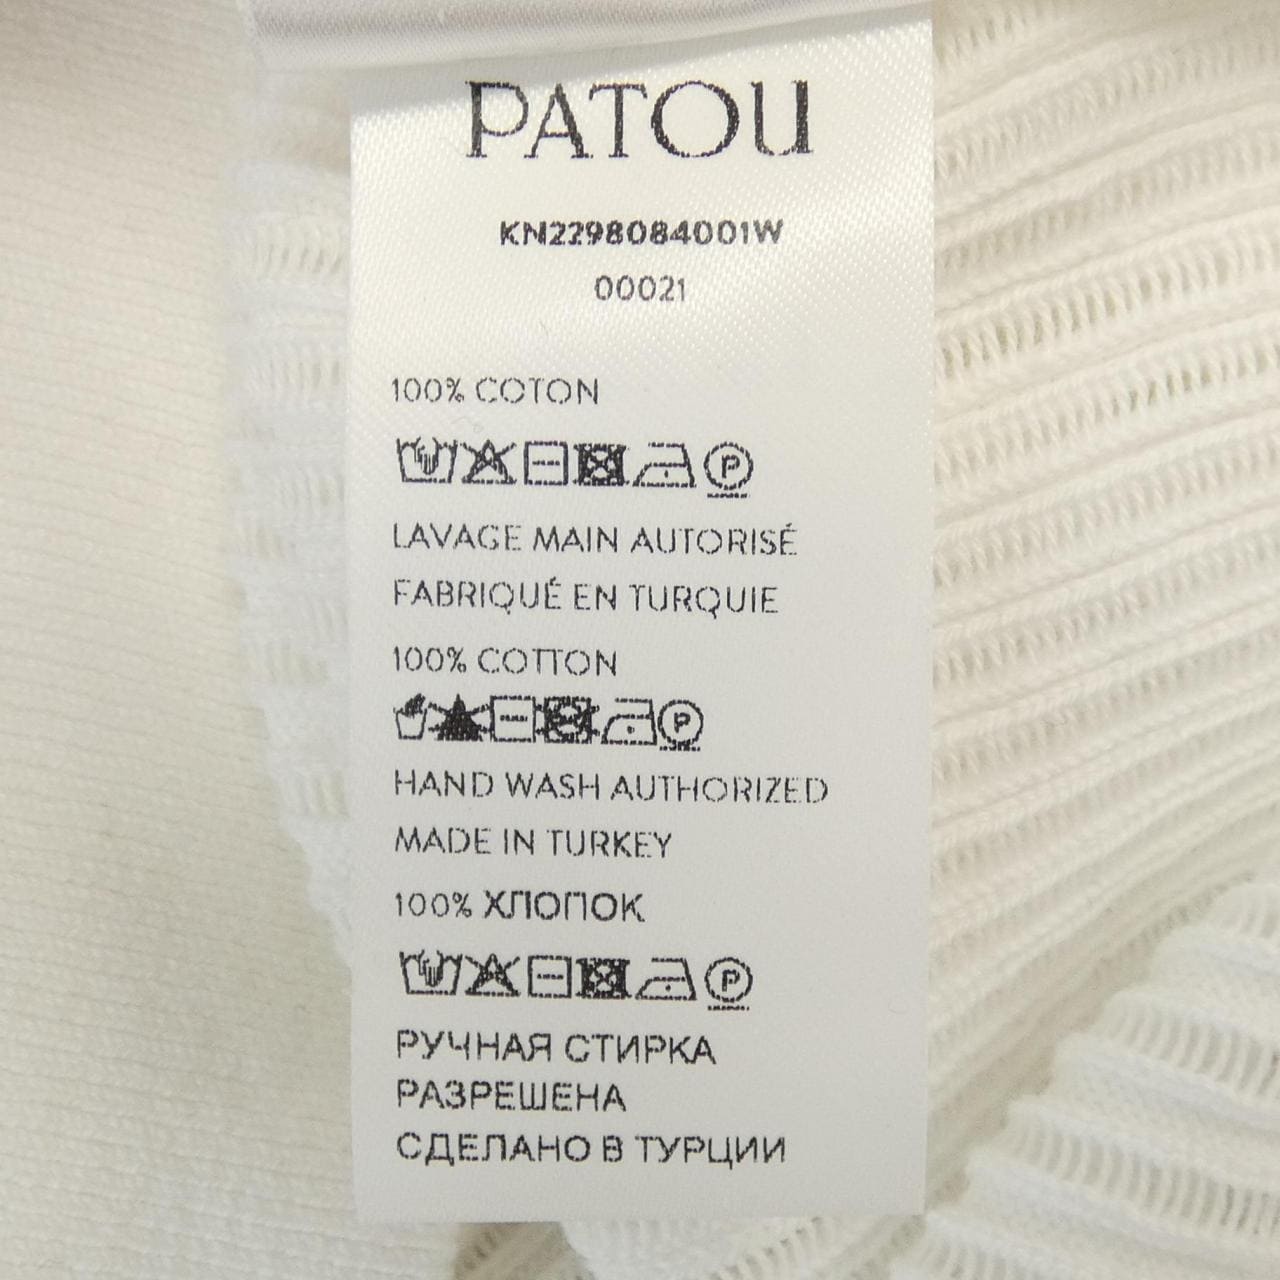 PATOU
KN2298084001W
00021
100% COTON
LAVAGE MAIN AUTORISÉ
FABRIQUÉ EN TURQUIE
100% COTTON
HAND WASH AUTHORIZED
MADE IN TURKEY
100% ХЛОПОК
РУЧНАЯ СТИРКА
РАЗРЕШЕНА
СДЕЛАНО В ТУРЦИИ